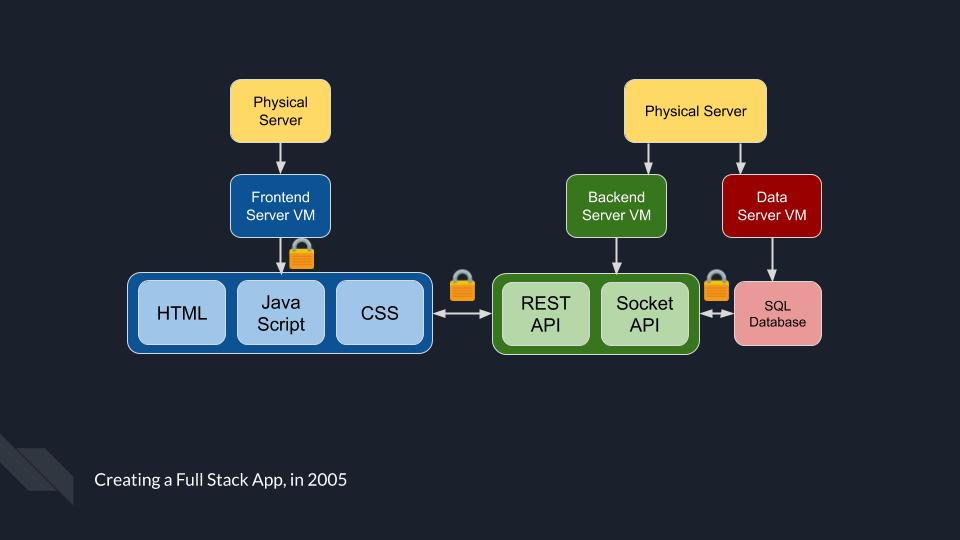 Physical
Server
Physical Server
Frontend
Server VM
Backend
Server VM
Data
Server VM
HTML
Java
Script
CSS
REST
API
Socket
API
SQL
Database
Creating a Full Stack App, in 2005